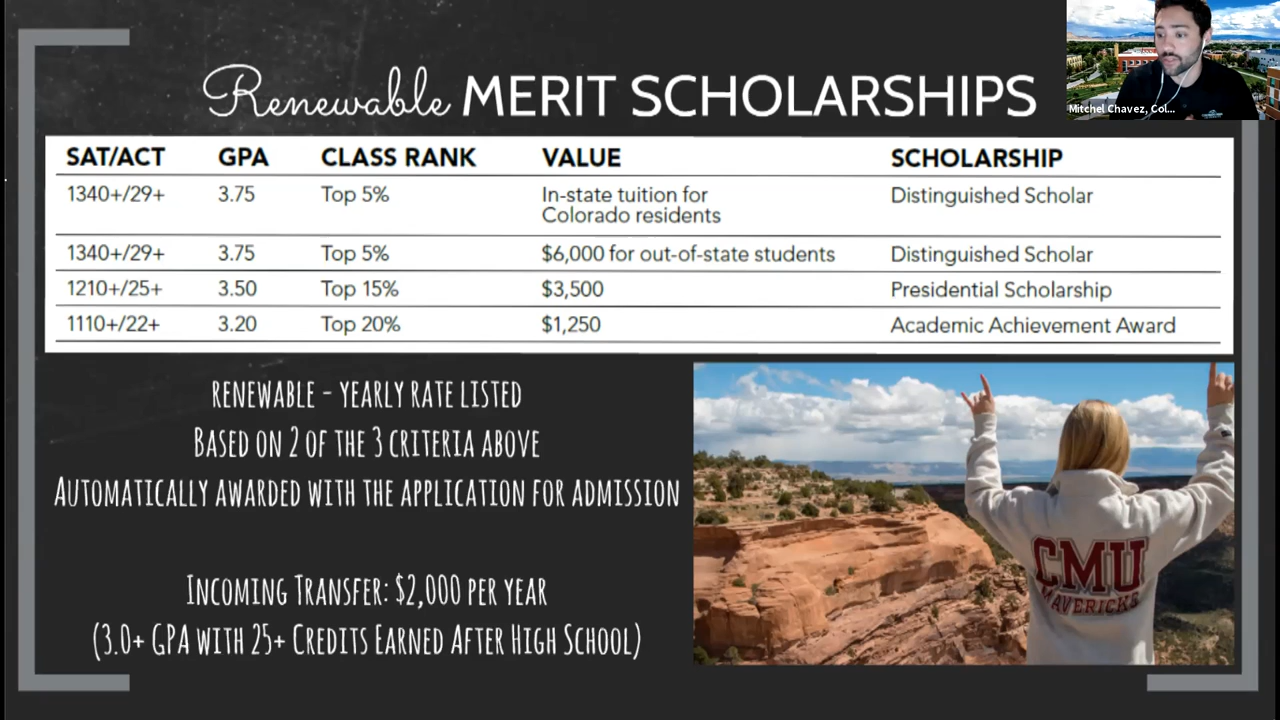 Renewable MERIT SCHOLARSHIPS
Mitchel Chavez, Col...
SAT/ACT GPA CLASS RANK VALUE SCHOLARSHIP
1340+/29+ 3.75 Top 5% In-state tuition for Distinguished Scholar
Colorado residents
1340+/29+ 3.75 Top 5% $6,000 for out-of-state students Distinguished Scholar
1210+/25+ 3.50 Top 15% $3,500 Presidential Scholarship
1110+/22+ 3.20 Top 20% $1,250 Academic Achievement Award
RENEWABLE - YEARLY RATE LISTED
BASED ON 2 OF THE 3 CRITERIA ABOVE
AUTOMATICALLY AWARDED WITH THE APPLICATION FOR ADMISSION
INCOMING TRANSFER: $2,000 PER YEAR
(3.0+ GPA WITH 25+ CREDITS EARNED AFTER HIGH SCHOOL)
CMU
MAVERICKS